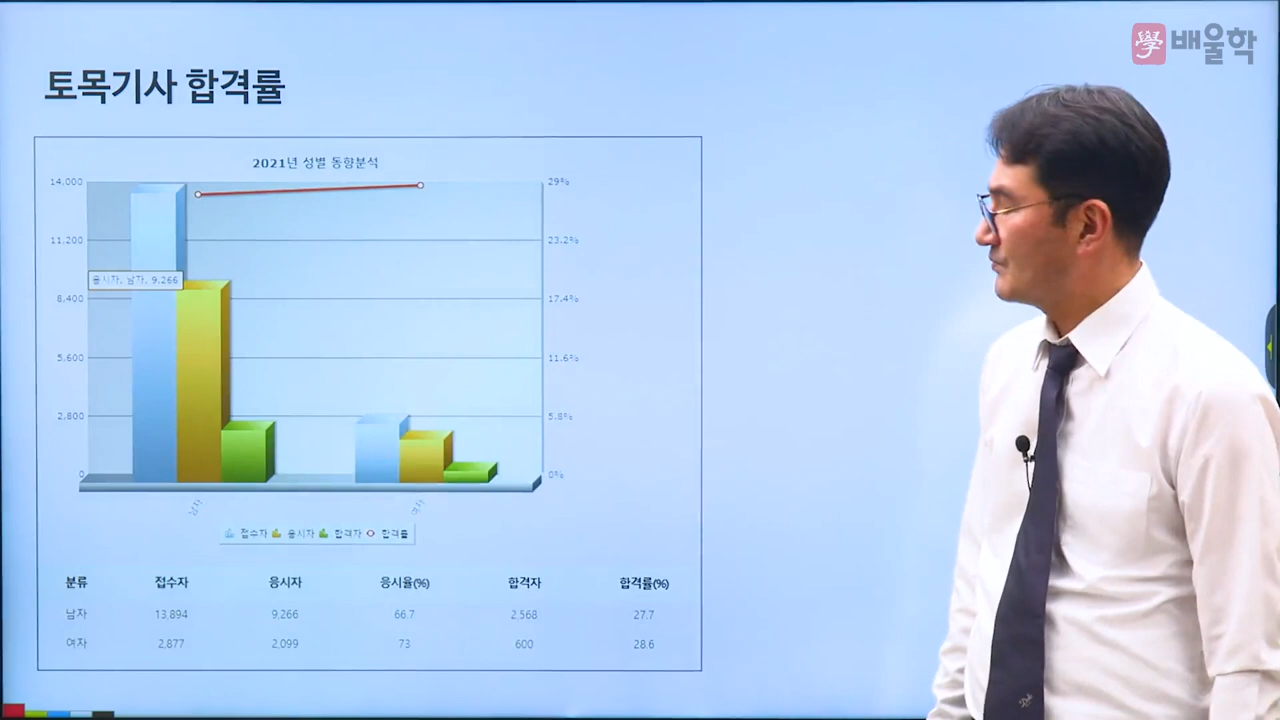 學 배울학
토목기사 합격률
2021년 성별 동향분석
14,000
29%
11,200
23.2%
응시자, 남자, 9,266
8,400
17.4%
5,600
11.6%
2,800
5.8%
0
0%
남자
여자
접수자 응시자 합격자 합격률
분류 접수자 응시자 응시율(%) 합격자 합격률(%)
남자 13,894 9,266 66.7 2,568 27.7
여자 2,877 2,099 73 600 28.6